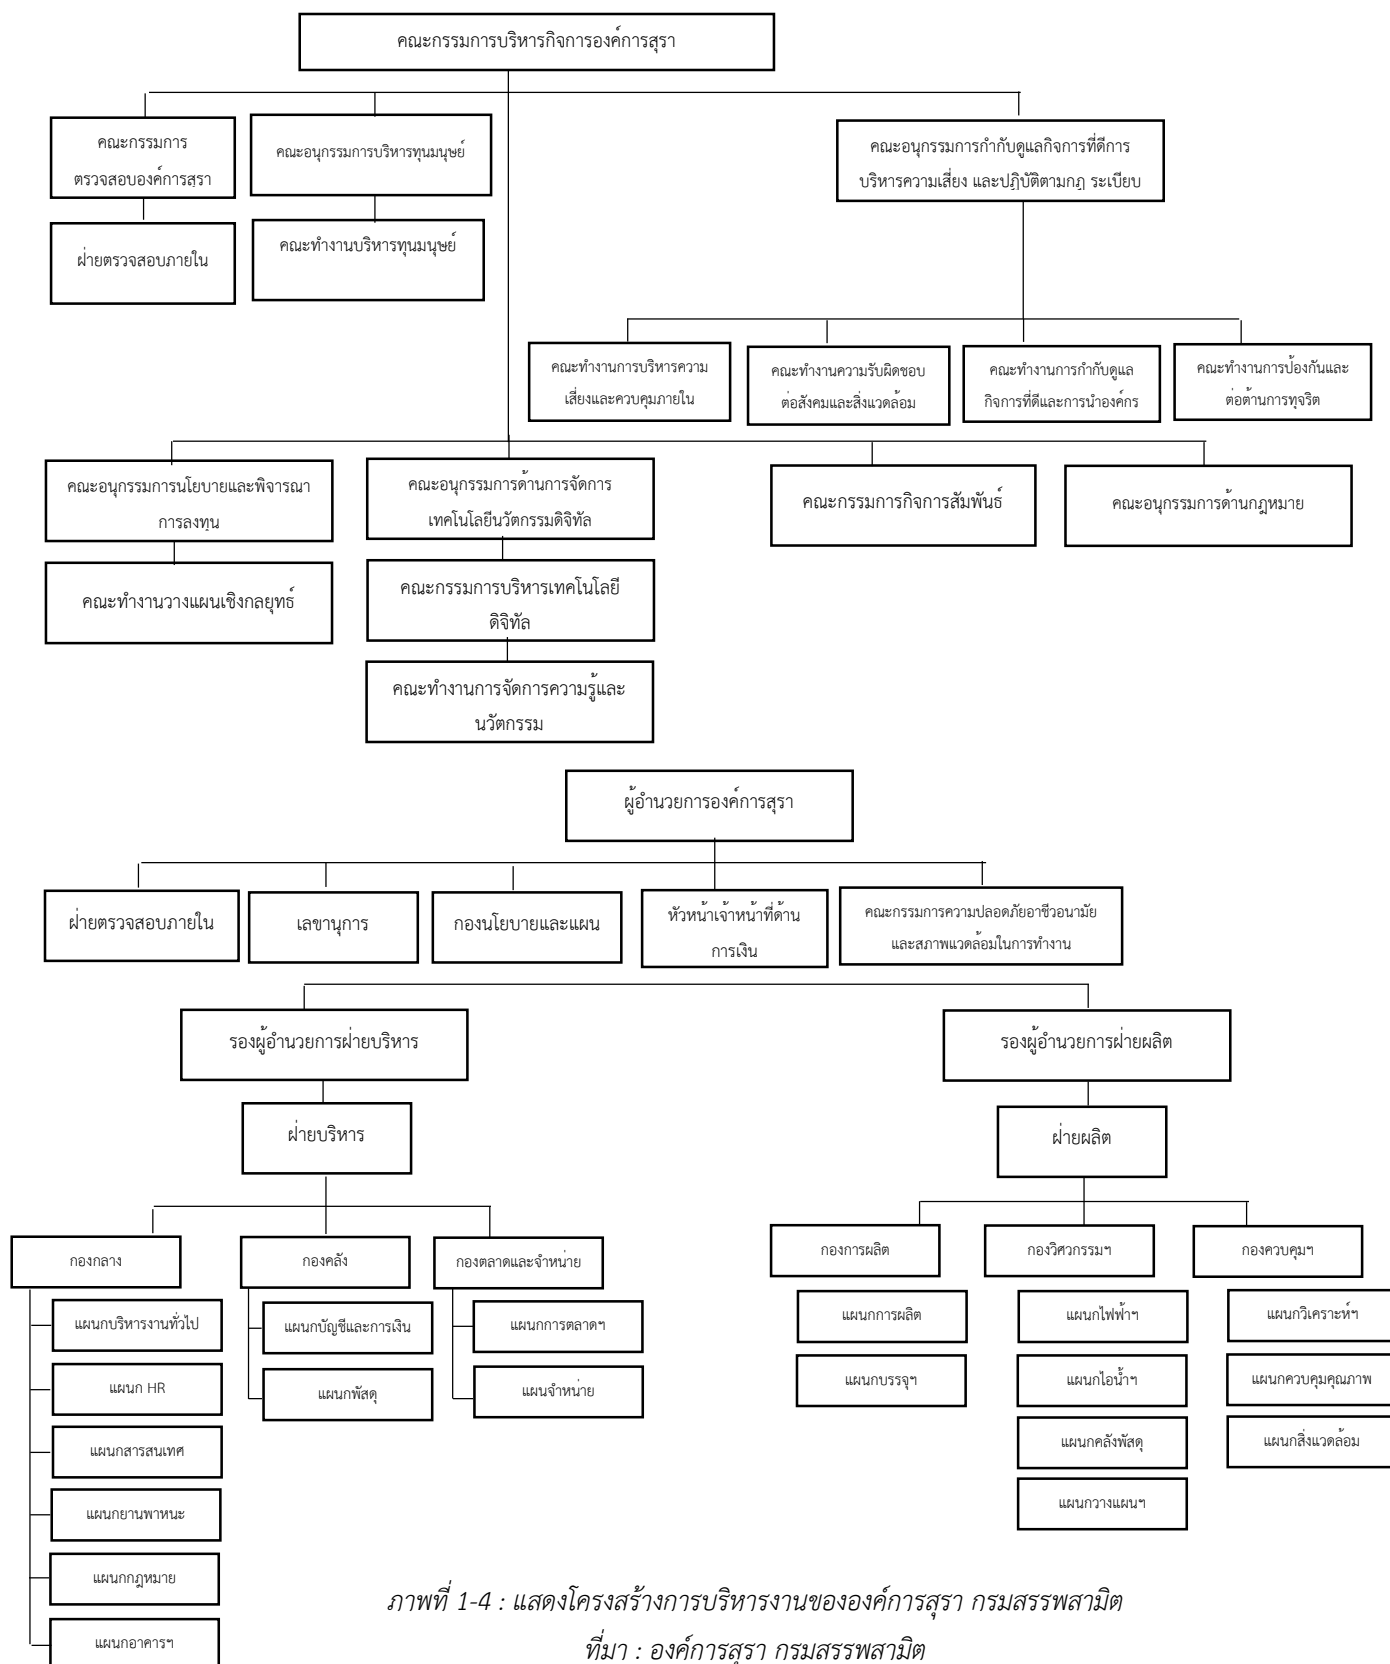 คณะกรรมการบริหารกิจการองค์การสุรา
คณะกรรมการ
ตรวจสอบองค์การสุรา
คณะอนุกรรมการบริหารทุนมนุษย์
คณะอนุกรรมการกำกับดูแลกิจการที่ดีการ
บริหารความเสี่ยง และปฏิบัติตามกฎ ระเบียบ
ฝ่ายตรวจสอบภายใน
คณะทำงานบริหารทุนมนุษย์
คณะทำงานการบริหารความ
เสี่ยงและควบคุมภายใน
คณะทำงานความรับผิดชอบ
ต่อสังคมและสิ่งแวดล้อม
คณะทำงานการกำกับดูแล
กิจการที่ดีและการนำองค์กร
คณะทำงานการป้องกันและ
ต่อต้านการทุจริต
คณะอนุกรรมการนโยบายและพิจารณา
การลงทุน
คณะอนุกรรมการด้านการจัดการ
เทคโนโลยีนวัตกรรมดิจิทัล
คณะกรรมการกิจการสัมพันธ์
คณะอนุกรรมการด้านกฎหมาย
คณะทำงานวางแผนเชิงกลยุทธ์
คณะกรรมการบริหารเทคโนโลยี
ดิจิทัล
คณะทำงานการจัดการความรู้และ
นวัตกรรม
ผู้อำนวยการองค์การสุรา
ฝ่ายตรวจสอบภายใน
เลขานุการ
กองนโยบายและแผน
หัวหน้าเจ้าหน้าที่ด้าน
การเงิน
คณะกรรมการความปลอดภัยอาชีวอนามัย
และสภาพแวดล้อมในการทำงาน
รองผู้อำนวยการฝ่ายบริหาร
รองผู้อำนวยการฝ่ายผลิต
ฝ่ายบริหาร
ฝ่ายผลิต
กองกลาง
กองคลัง
กองตลาดและจำหน่าย
กองการผลิต
กองวิศวกรรมฯ
กองควบคุมฯ
แผนกบริหารงานทั่วไป
แผนกบัญชีและการเงิน
แผนกการตลาดฯ
แผนกการผลิต
แผนกไฟฟ้าฯ
แผนกวิเคราะห์ฯ
แผนก HR
แผนกพัสดุ
แผนจำหน่าย
แผนกบรรจุฯ
แผนกไอน้ำฯ
แผนกควบคุมคุณภาพ
แผนกสารสนเทศ
แผนกคลังพัสดุ
แผนกสิ่งแวดล้อม
แผนกยานพาหนะ
แผนกวางแผนฯ
แผนกกฎหมาย
แผนกอาคารฯ
ภาพที่ 1-4 : แสดงโครงสร้างการบริหารงานขององค์การสุรา กรมสรรพสามิต
ที่มา : องค์การสุรา กรมสรรพสามิต